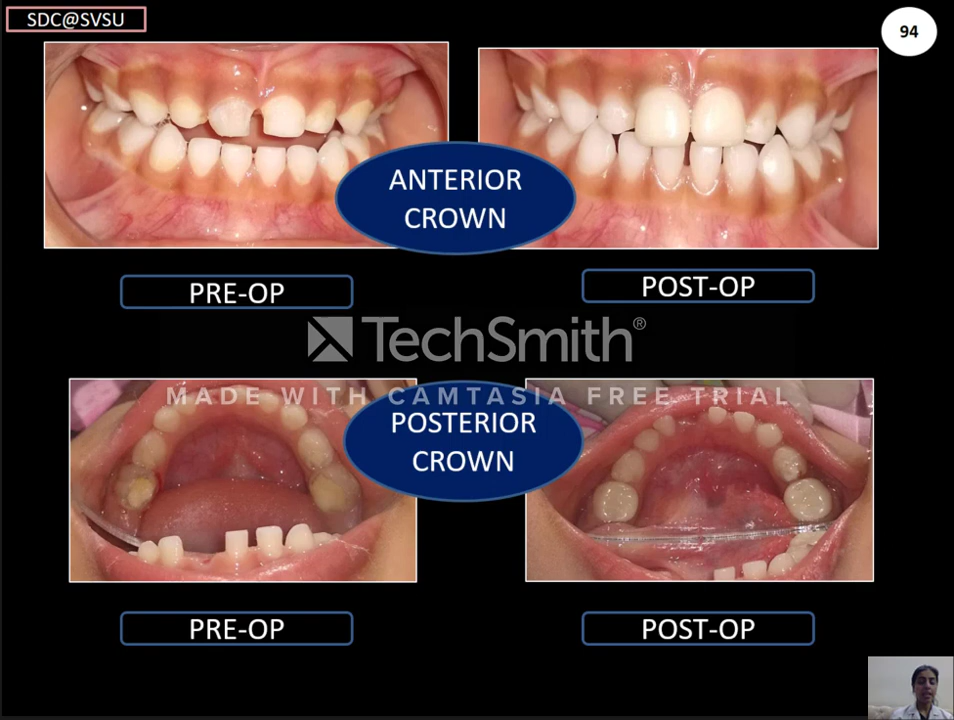 SDC@SVSU
94
ANTERIOR
CROWN
PRE-OP
POST-OP
TechSmith®
MADE WITH CAMTASIA FREE TRIAL
POSTERIOR
CROWN
PRE-OP
POST-OP